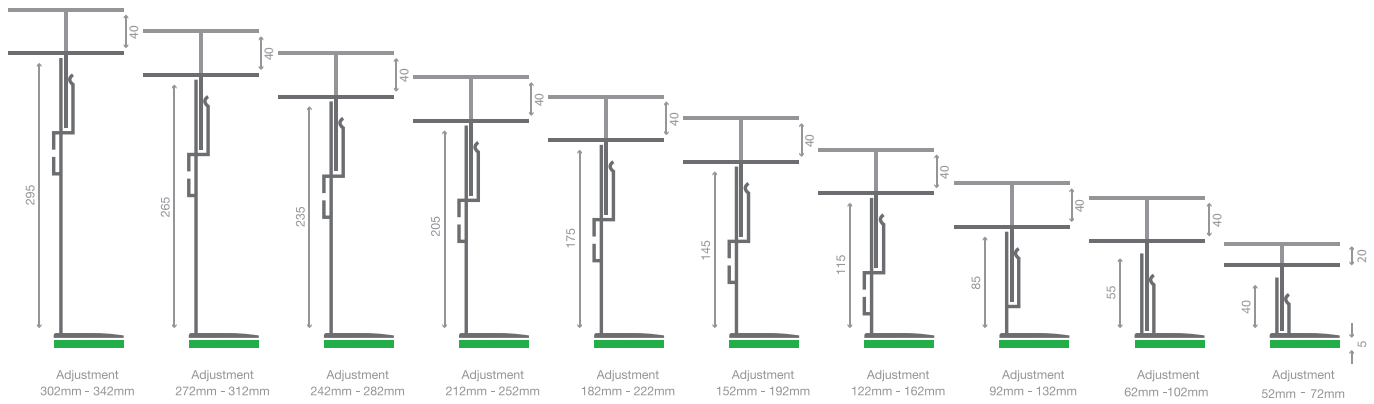 40
40
40
40
40
40
40
40
40
20
295
265
235
205
175
145
115
85
55
40
5
Adjustment
302mm - 342mm
Adjustment
272mm - 312mm
Adjustment
242mm - 282mm
Adjustment
212mm - 252mm
Adjustment
182mm - 222mm
Adjustment
152mm - 192mm
Adjustment
122mm - 162mm
Adjustment
92mm - 132mm
Adjustment
62mm -102mm
Adjustment
52mm - 72mm